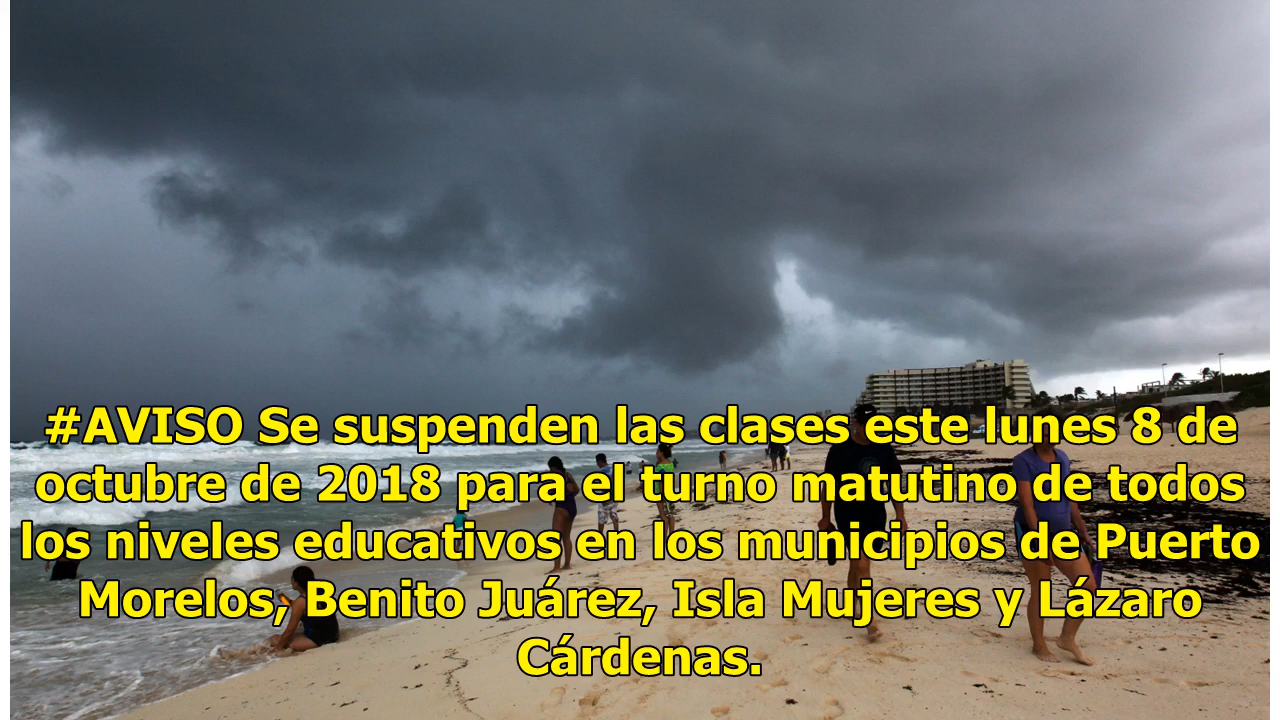 #AVISO Se suspenden las clases este lunes 8 de
octubre de 2018 para el turno matutino de todos
los niveles educativos en los municipios de Puerto
Morelos, Benito Juárez, Isla Mujeres y Lázaro
Cárdenas.